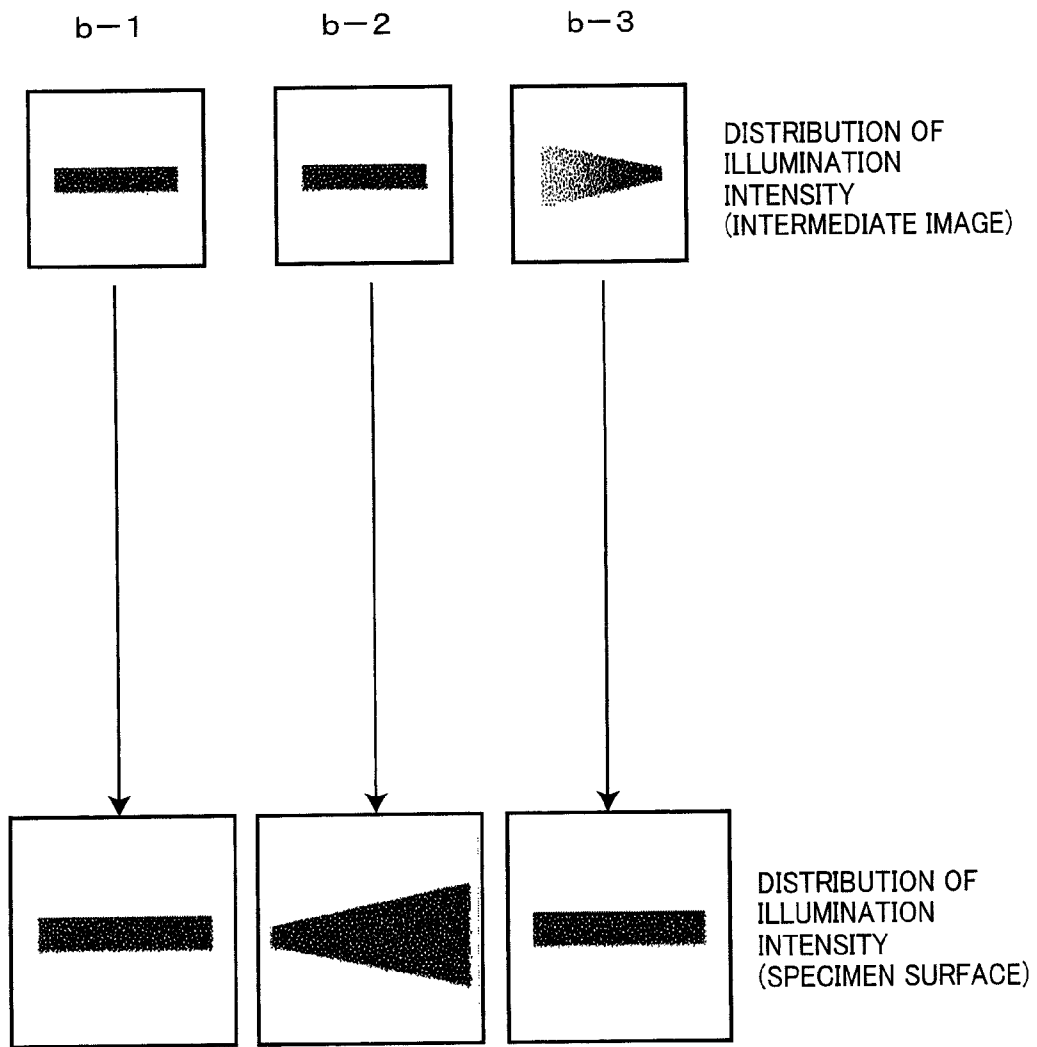 b-1 b-2 b-3
DISTRIBUTION OF
ILLUMINATION
INTENSITY
(INTERMEDIATE IMAGE)
DISTRIBUTION OF
ILLUMINATION
INTENSITY
(SPECIMEN SURFACE)